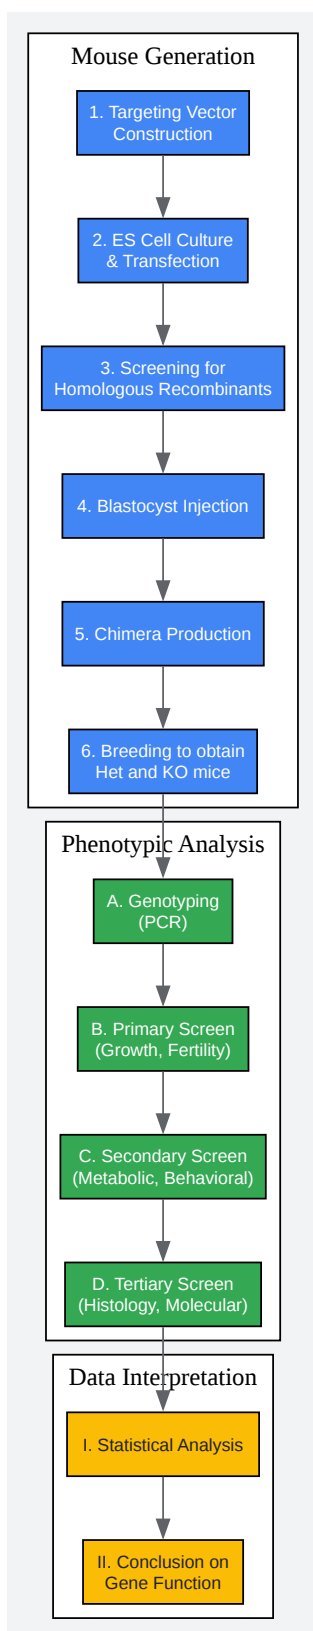 Mouse Generation
1. Targeting Vector
Construction
2. ES Cell Culture
& Transfection
3. Screening for
Homologous Recombinants
4. Blastocyst Injection
5. Chimera Production
6. Breeding to obtain
Het and KO mice
Phenotypic Analysis
A. Genotyping
(PCR)
B. Primary Screen
(Growth, Fertility)
C. Secondary Screen
(Metabolic, Behavioral)
D. Tertiary Screen
(Histology, Molecular)
Data Interpretation
I. Statistical Analysis
II. Conclusion on
Gene Function